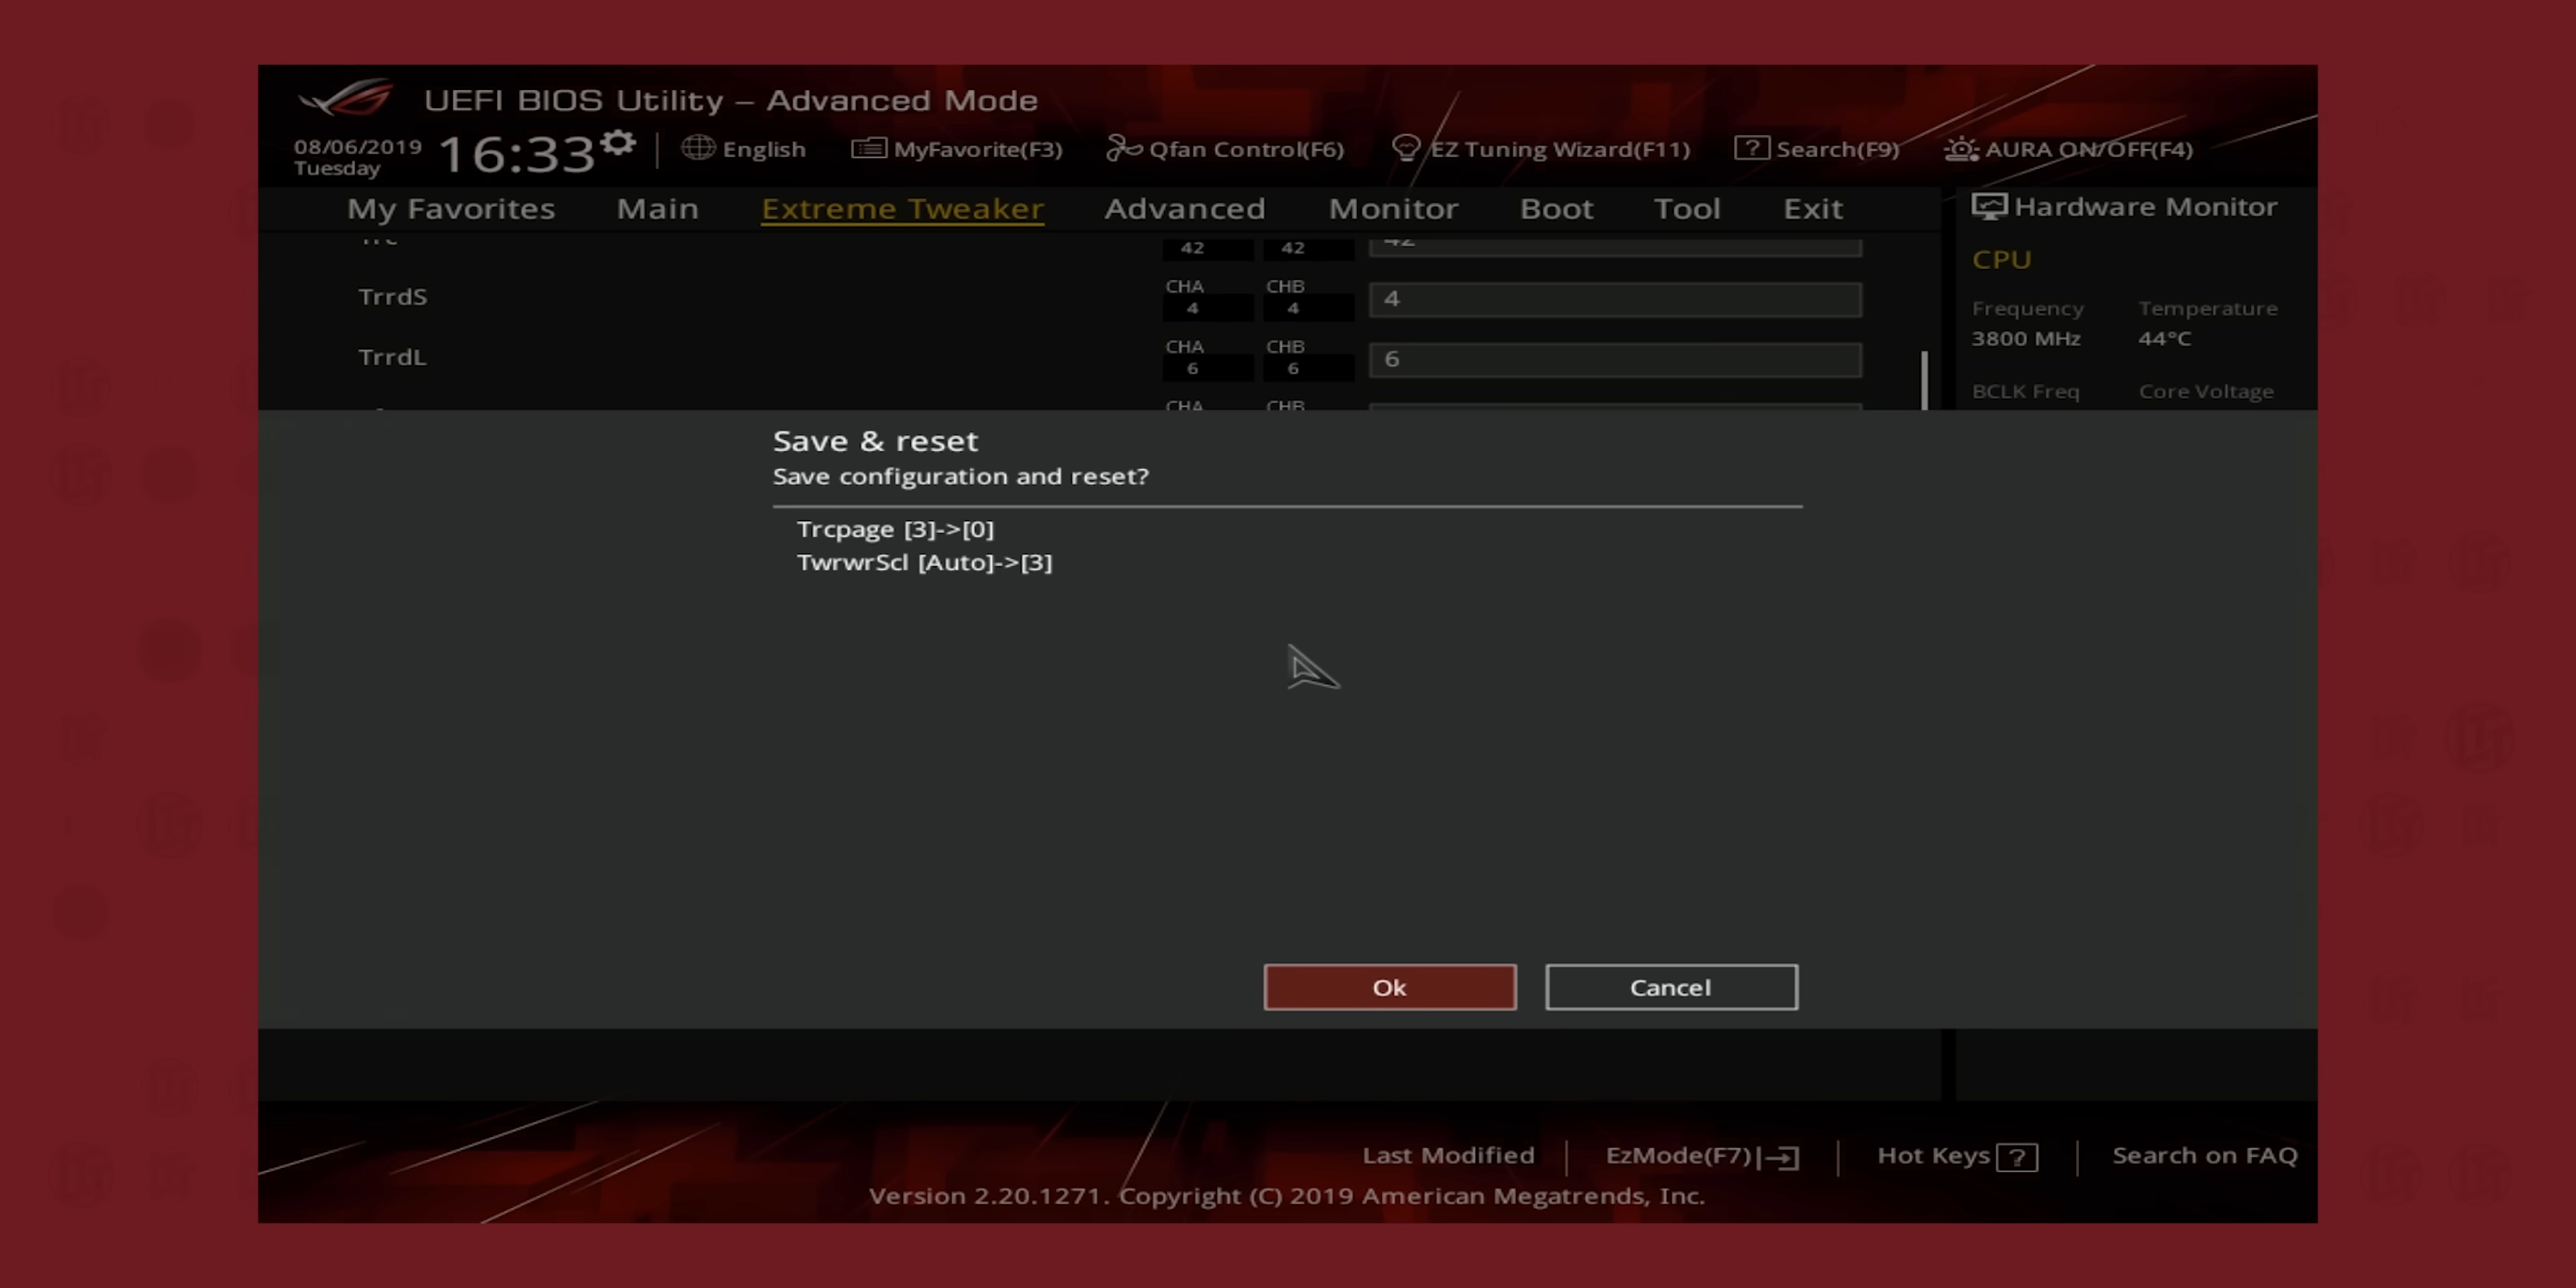 UEFI BIOS Utility – Advanced Mode
08/06/2019
Tuesday
16:33
English
MyFavorite(F3)
Qfan Control(F6)
EZ Tuning Wizard(F11)
Search(F9)
AURA ON/OFF(F4)
My Favorites
Main
Extreme Tweaker
Advanced
Monitor
Boot
Tool
Exit
Hardware Monitor
42 42
CPU
TrrdS
CHA CHB
4 4 4
Frequency Temperature
3800 MHz 44°C
TrrdL
CHA CHB
6 6 6
BCLK Freq Core Voltage
CHA CHB
Save & reset
Save configuration and reset?
Trcpage [3]->[0]
TwrwrScl [Auto]->[3]
Ok
Cancel
Last Modified
EzMode(F7)
Hot Keys ?
Search on FAQ
Version 2.20.1271. Copyright (C) 2019 American Megatrends, Inc.